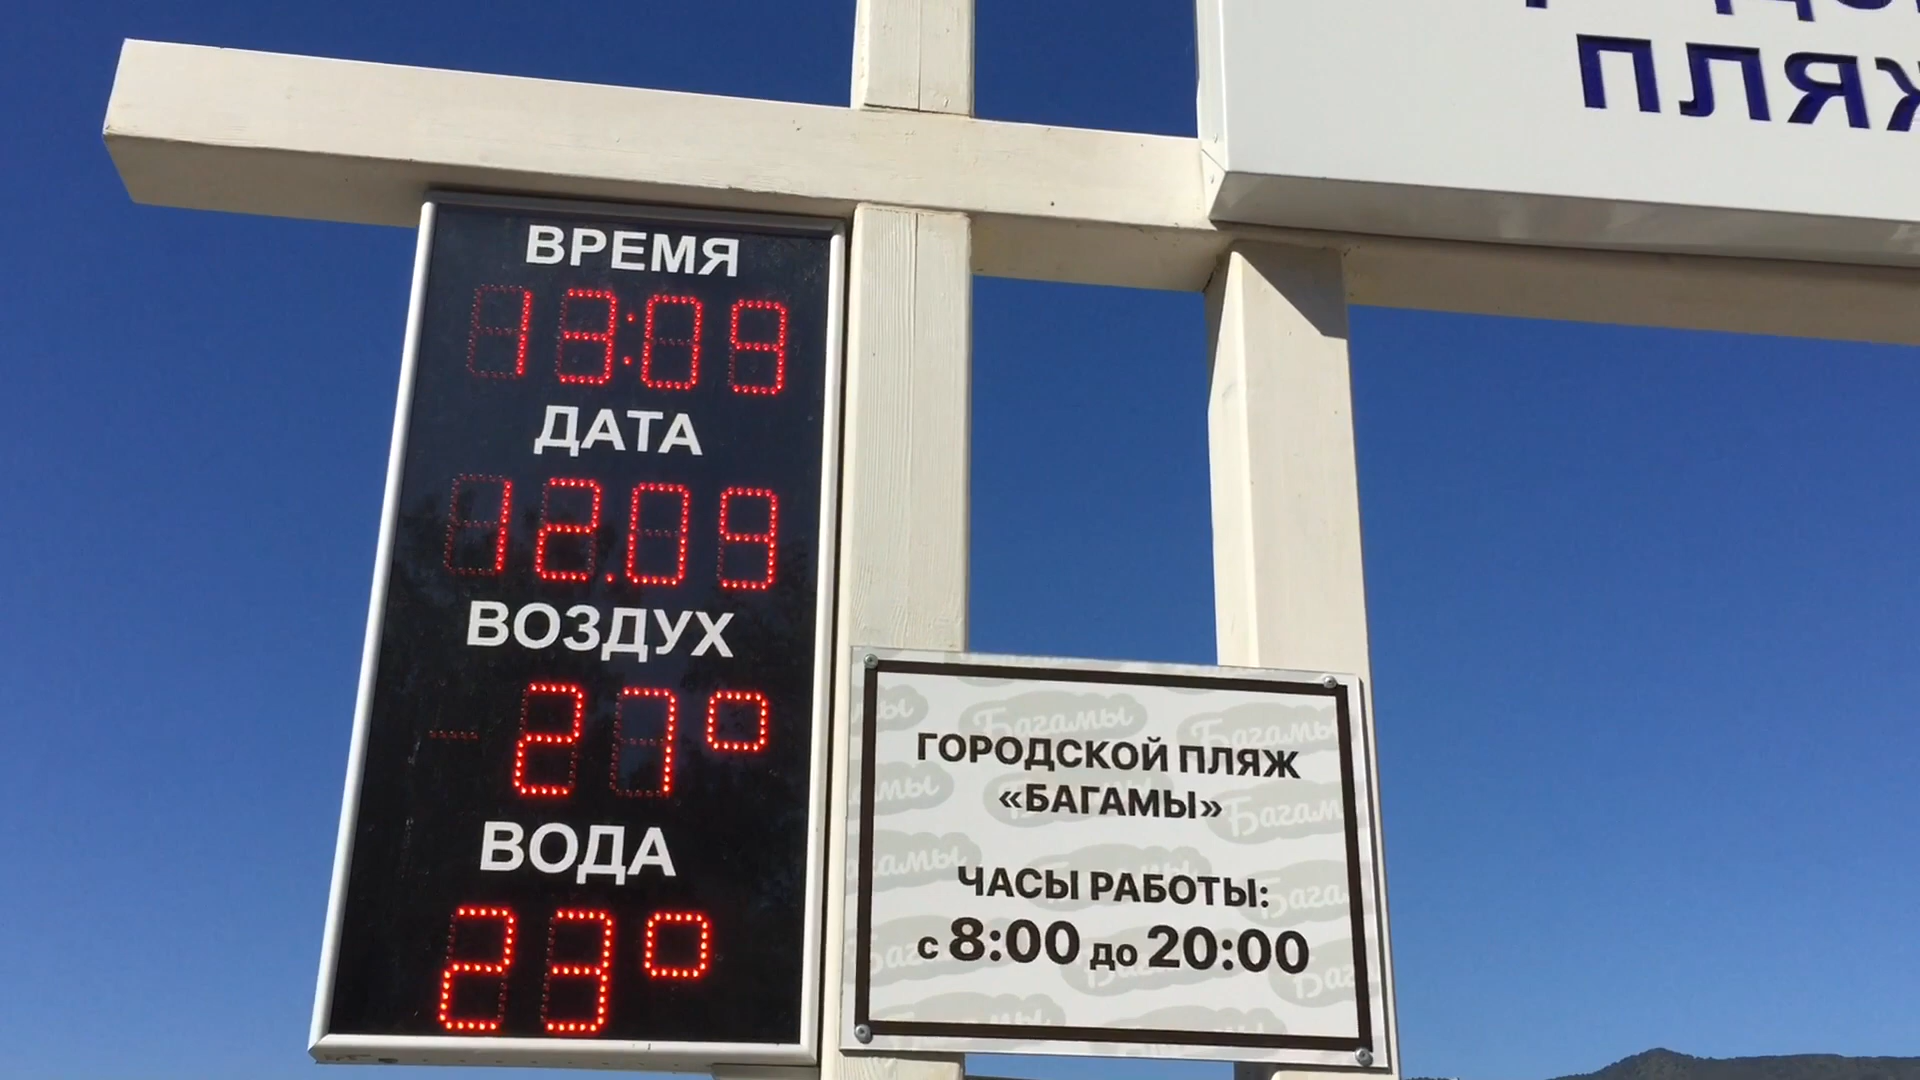 ПЛЯЖ
ВРЕМЯ
13:09
ДАТА
12.09
ВОЗДУХ
27°
ВОДА
23°
ГОРОДСКОЙ ПЛЯЖ
«БАГАМЫ»
ЧАСЫ РАБОТЫ:
с 8:00 до 20:00
Багамы